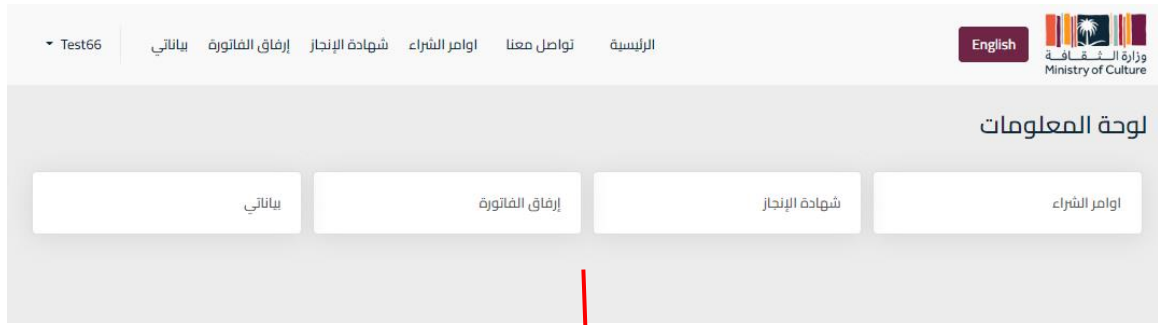 وزارة الثقافة
Ministry of Culture
English
الرئيسية تواصل معنا اوامر الشراء شهادة الإنجاز إرفاق الفاتورة بياناتي Test66
لوحة المعلومات
اوامر الشراء شهادة الإنجاز إرفاق الفاتورة بياناتي